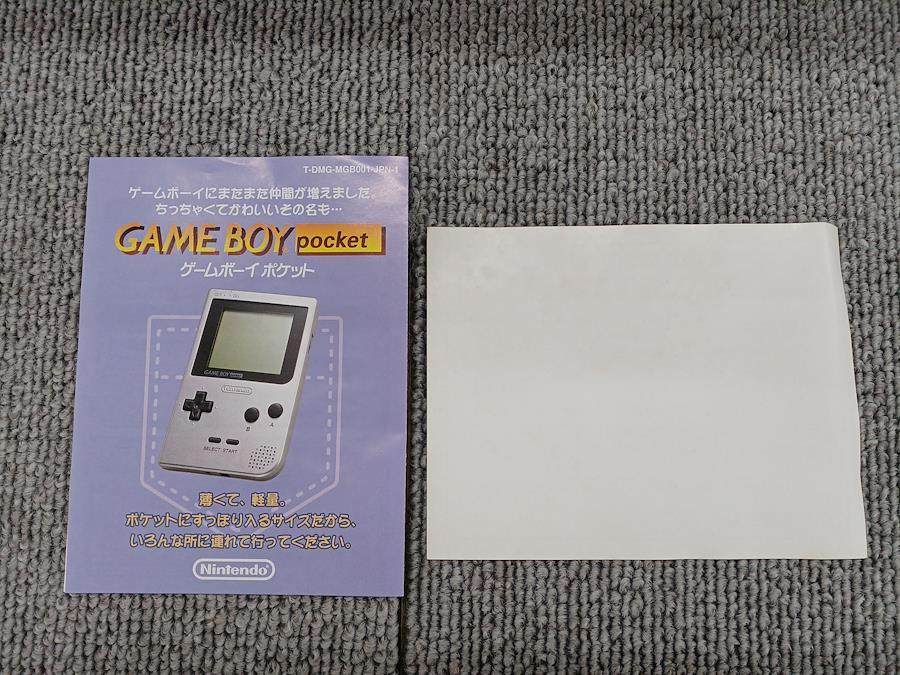 T-DMG-MGB001-JPN-1
ゲームボーイにまたまた仲間が増えました。
ちっちゃくてかわいいその名も…
GAME BOY pocket
ゲームボーイ ポケット
GAME BOY pocket
Nintendo
B A
SELECT START
薄くて、軽量。
ポケットにすっぽり入るサイズだから、
いろんな所に連れて行ってください。
Nintendo